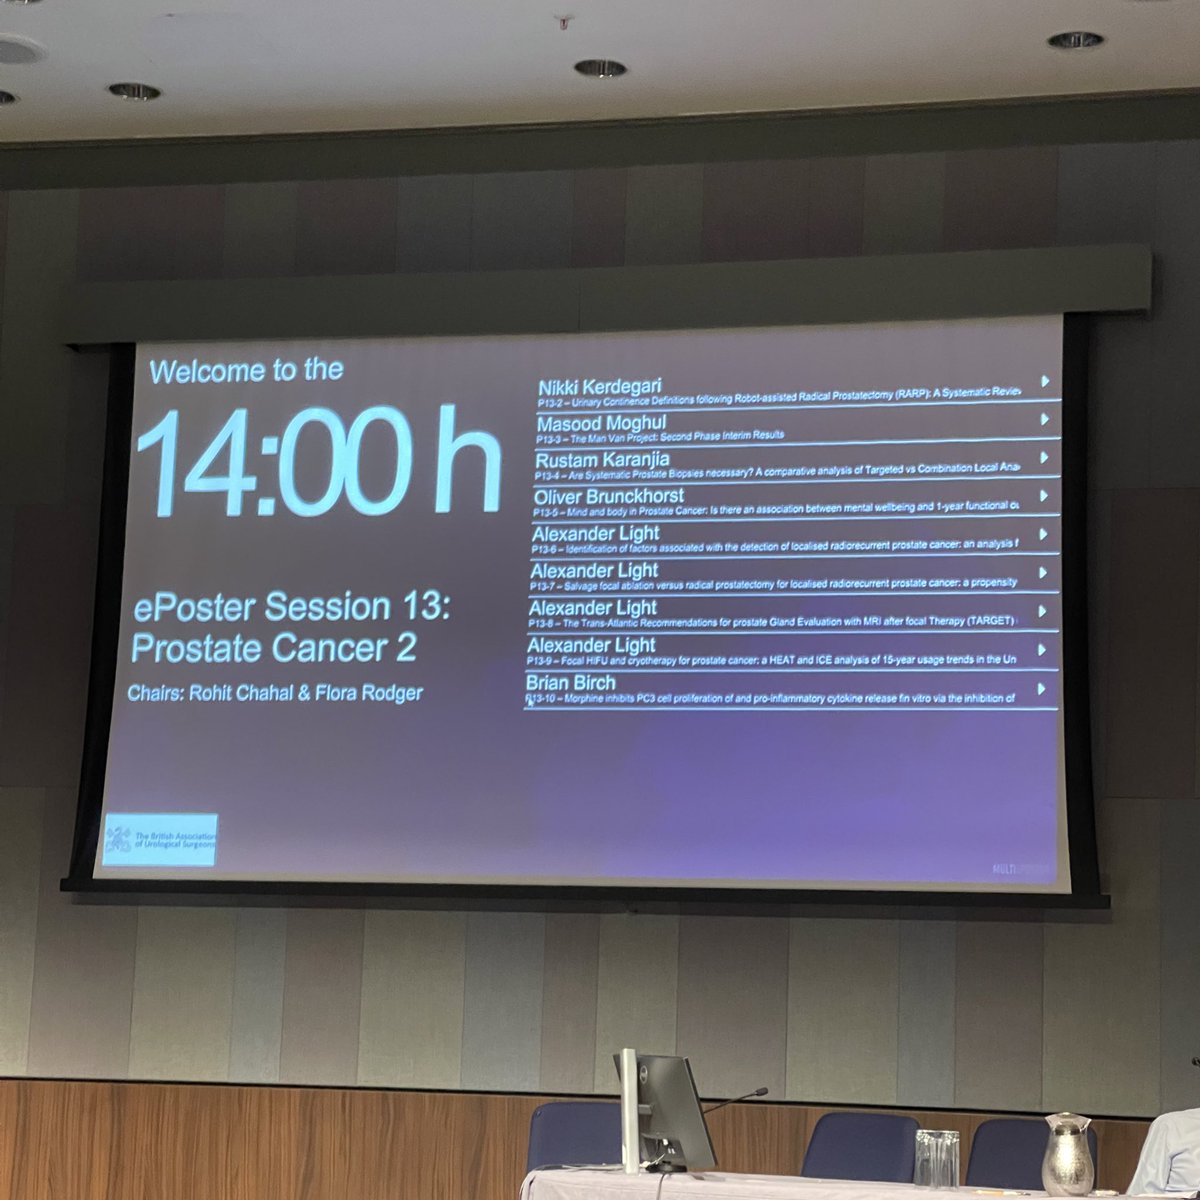 Welcome to the
14:00 h
ePoster Session 13:
Prostate Cancer 2
Chairs: Rohit Chahal & Flora Rodger
Nikki Kerdegari
P13-2 – Urinary Continence Definitions following Robot-assisted Radical Prostatectomy (RARP): A Systematic Review
Masood Moghul
P13-3 – The Man Van Project: Second Phase Interim Results
Rustam Karanjia
P13-4 – Are Systematic Prostate Biopsies necessary? A comparative analysis of Targeted vs Combination Local Ana
Oliver Brunckhorst
P13-5 – Mind and body in Prostate Cancer: Is there an association between mental wellbeing and 1-year functional
Alexander Light
P13-6 – Identification of factors associated with the detection of localised radiorecurrent prostate cancer: an analysis f
Alexander Light
P13-7 – Salvage focal ablation versus radical prostatectomy for localised radiorecurrent prostate cancer: a propensity
Alexander Light
P13-8 – The Trans-Atlantic Recommendations for prostate Gland Evaluation with MRI after focal Therapy (TARGET)
Alexander Light
P13-9 – Focal HIFU and cryotherapy for prostate cancer: a HEAT and ICE analysis of 15-year usage trends in the Un
Brian Birch
P13-10 – Morphine inhibits PC3 cell proliferation of and pro-inflammatory cytokine release fin vitro via the inhibition of
The British Association
of Urological Surgeons